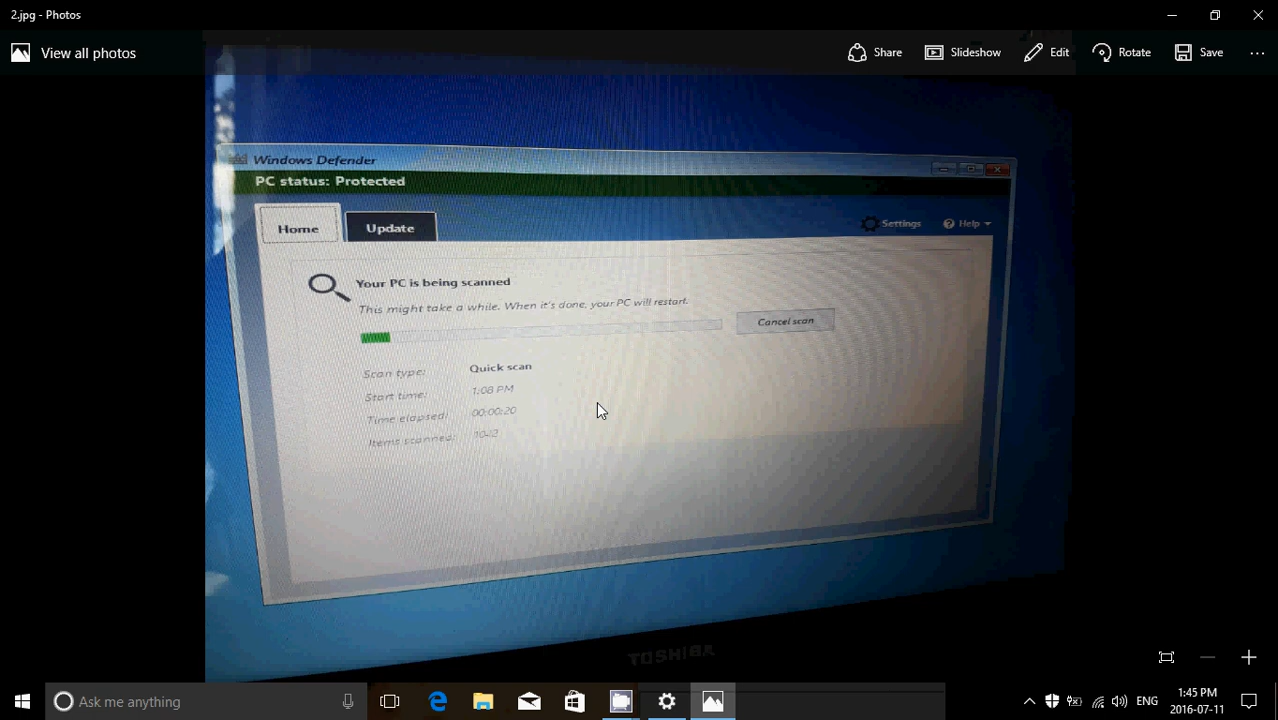 2.jpg - Photos
View all photos
Share
Slideshow
Edit
Rotate
Save
Windows Defender
PC status: Protected
Home
Update
Settings
Help
Your PC is being scanned
This might take a while. When it's done, your PC will restart.
Cancel scan
Scan type: Quick scan
Start time: 1:08 PM
Time elapsed: 00:00:20
Items scanned:
TOSHIBA
Ask me anything
ENG
1:45 PM
2016-07-11